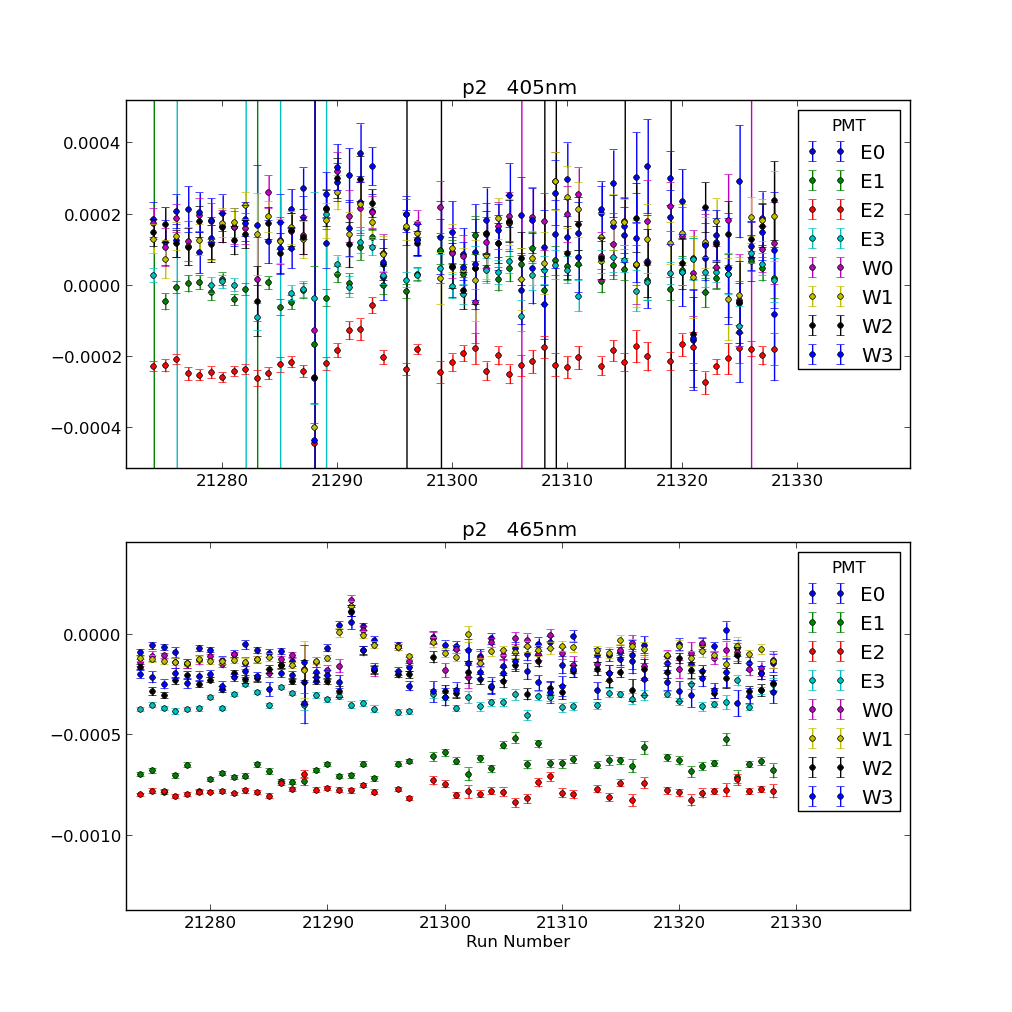 p2 405nm
0.0004
0.0002
0.0000
−0.0002
−0.0004
21280 21290 21300 21310 21320 21330
PMT
E0
E1
E2
E3
W0
W1
W2
W3
p2 465nm
0.0000
−0.0005
−0.0010
21280 21290 21300 21310 21320 21330
Run Number
PMT
E0
E1
E2
E3
W0
W1
W2
W3